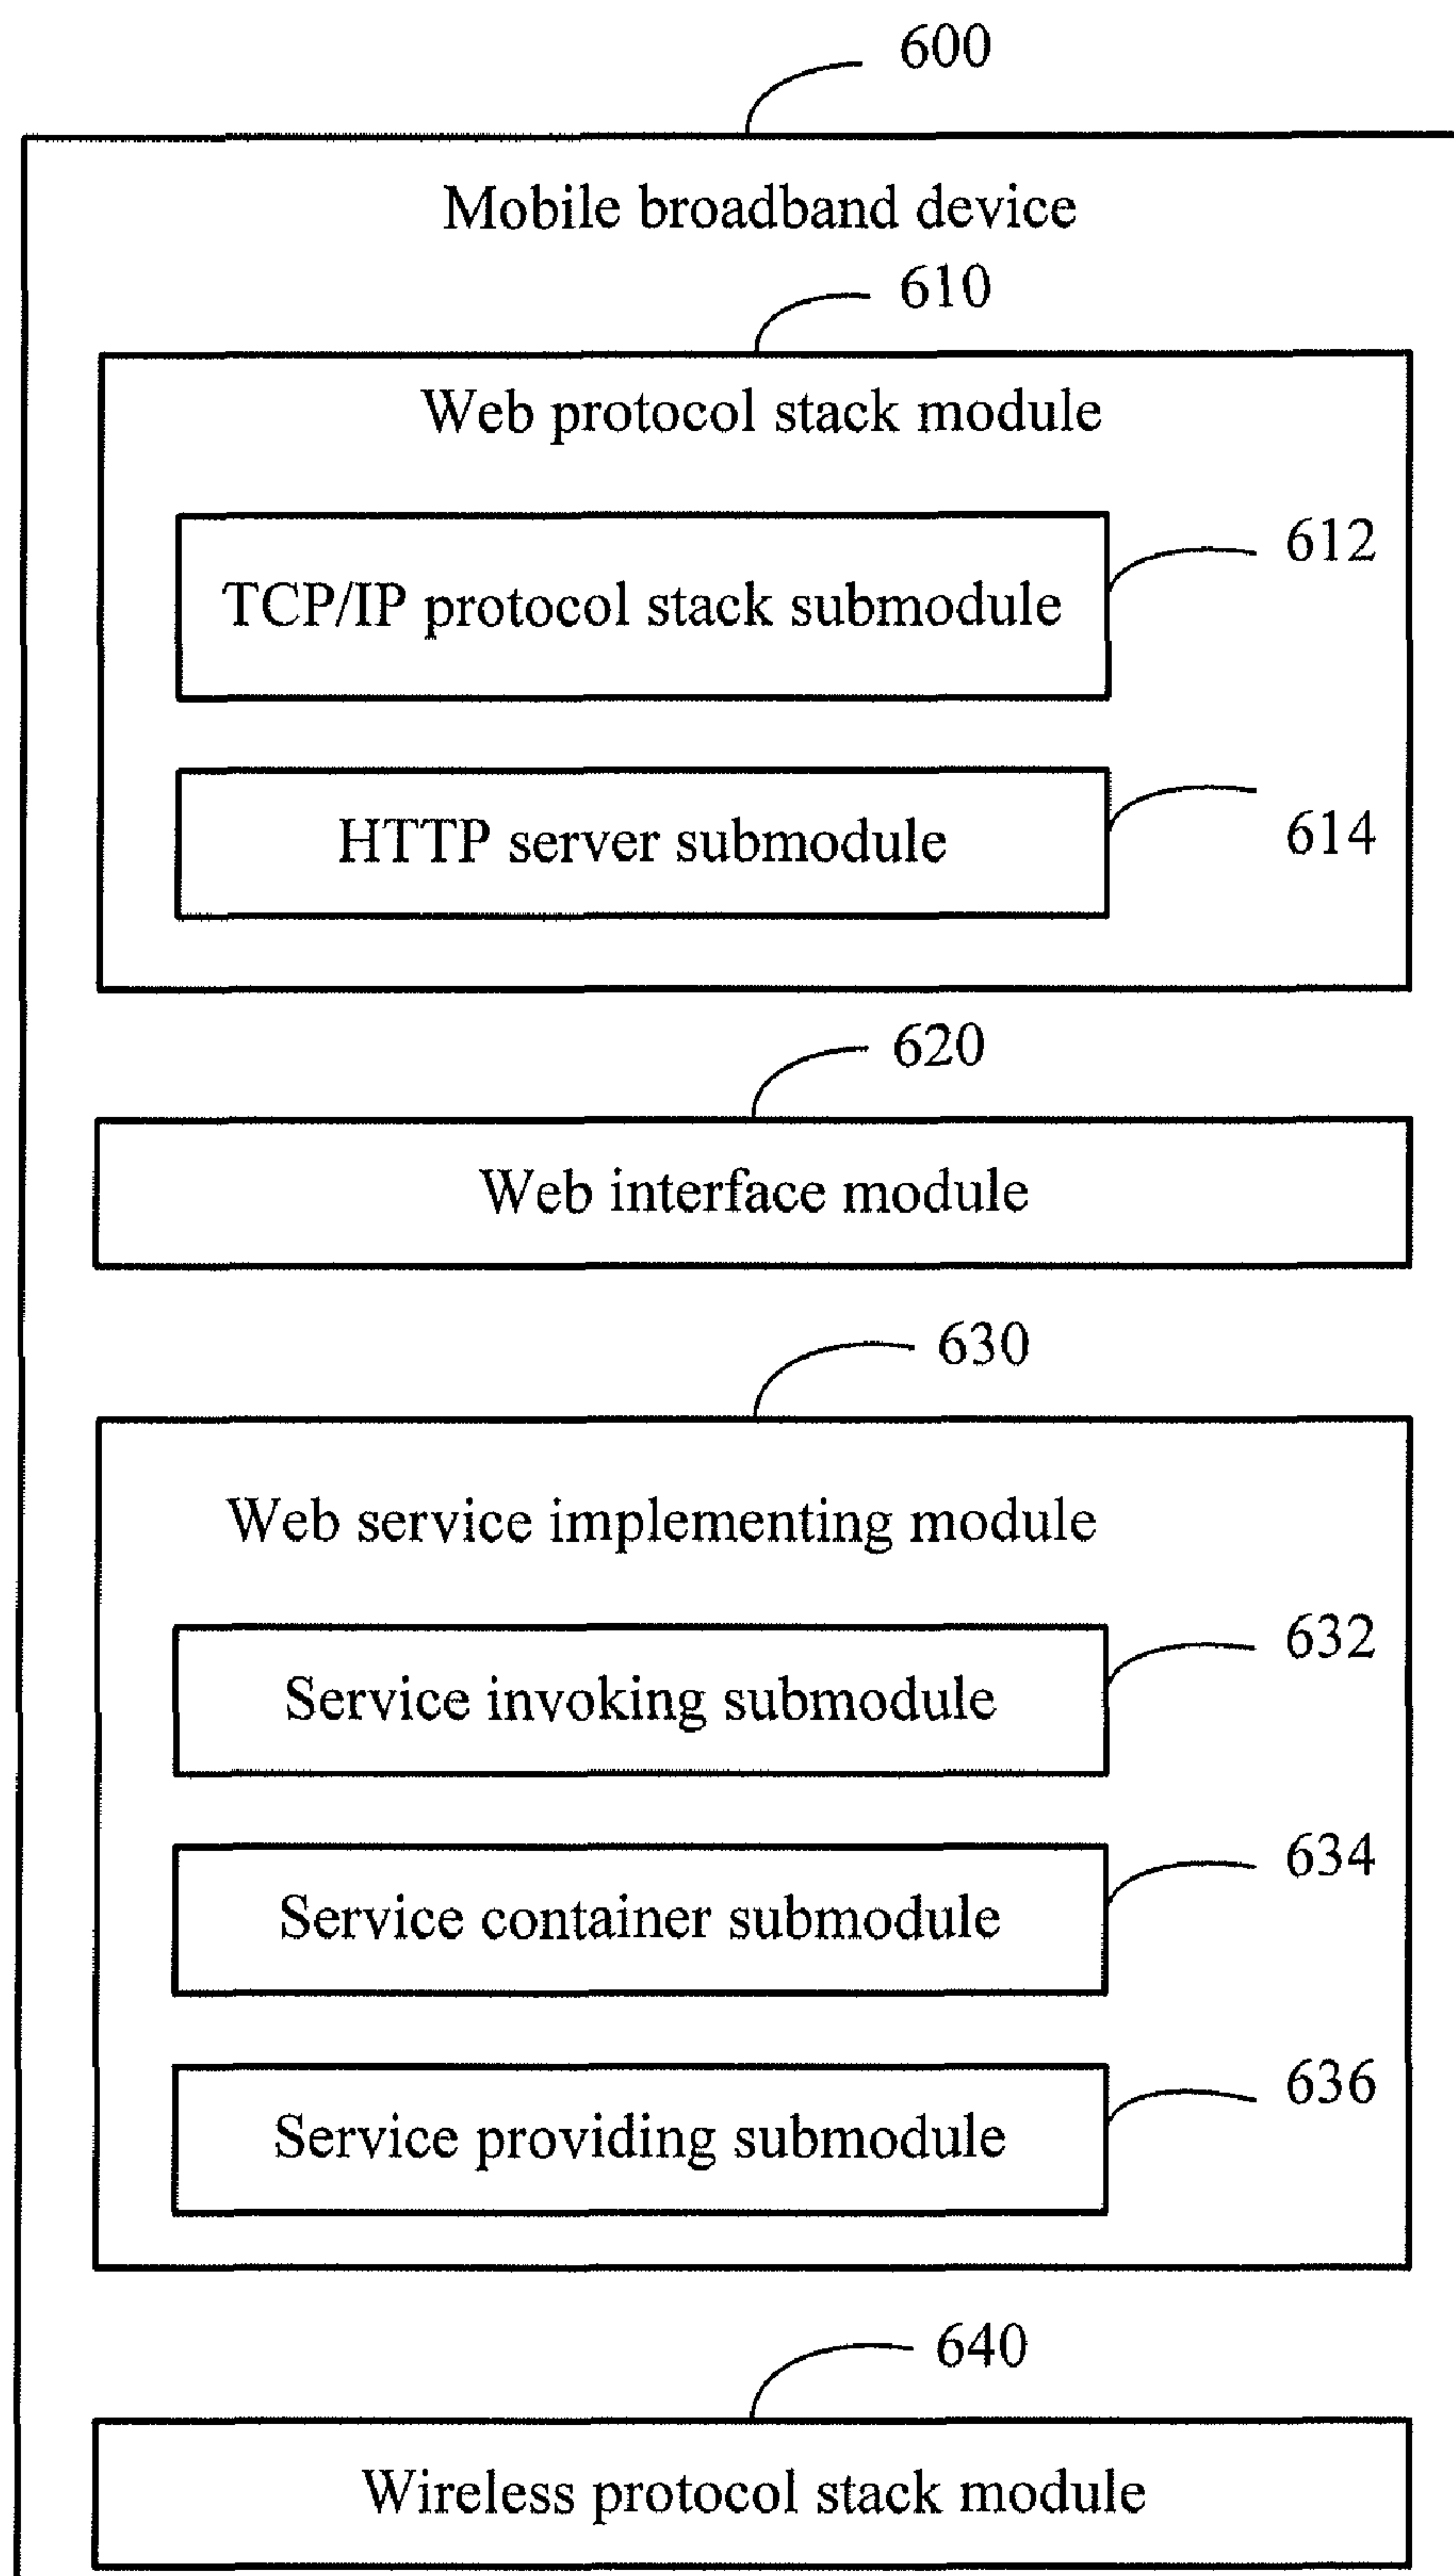 600
Mobile broadband device
610
Web protocol stack module
612
TCP/IP protocol stack submodule
HTTP server submodule
614
620
Web interface module
630
Web service implementing module
632
Service invoking submodule
634
Service container submodule
636
Service providing submodule
640
Wireless protocol stack module